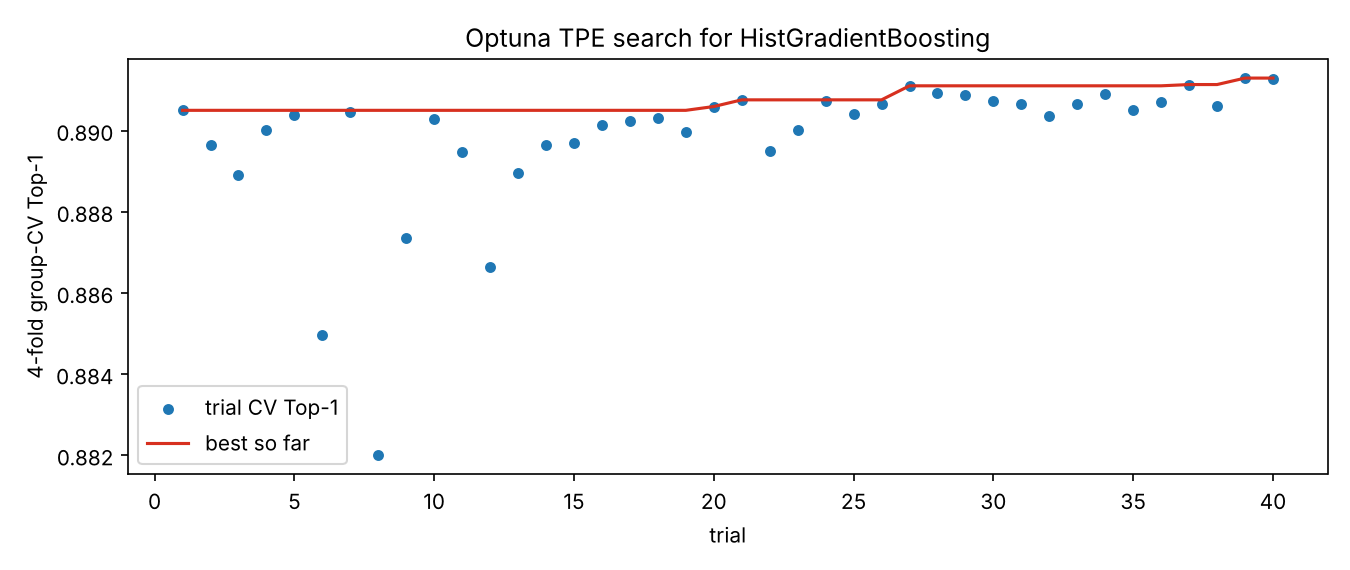 Optuna TPE search for HistGradientBoosting
4-fold group-CV Top-1
0.890
0.888
0.886
0.884
0.882
trial CV Top-1
best so far
0 5 10 15 20 25 30 35 40
trial